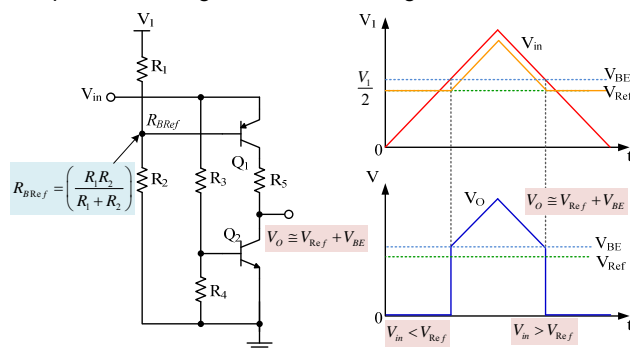 V1
R1
Vin
RBRef
Q1
RBRef = (R1R2 / R1 + R2)
R2
R3
R5
Q2
VO ≅ VRef + VBE
R4
V1
Vin
V1/2
VBE
VRef
0
t
V
VO
VO ≅ VRef + VBE
VBE
VRef
0
Vin < VRef
Vin > VRef
t